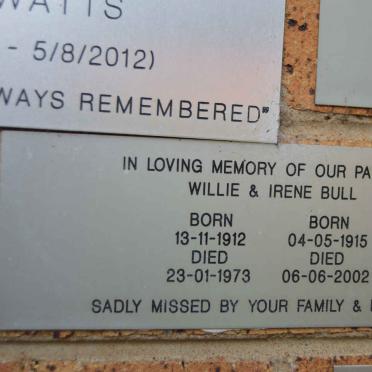 WATTS
- 5/8/2012)
WAYS REMEMBERED"
IN LOVING MEMORY OF OUR PA
WILLIE & IRENE BULL
BORN BORN
13-11-1912 04-05-1915
DIED DIED
23-01-1973 06-06-2002
SADLY MISSED BY YOUR FAMILY &